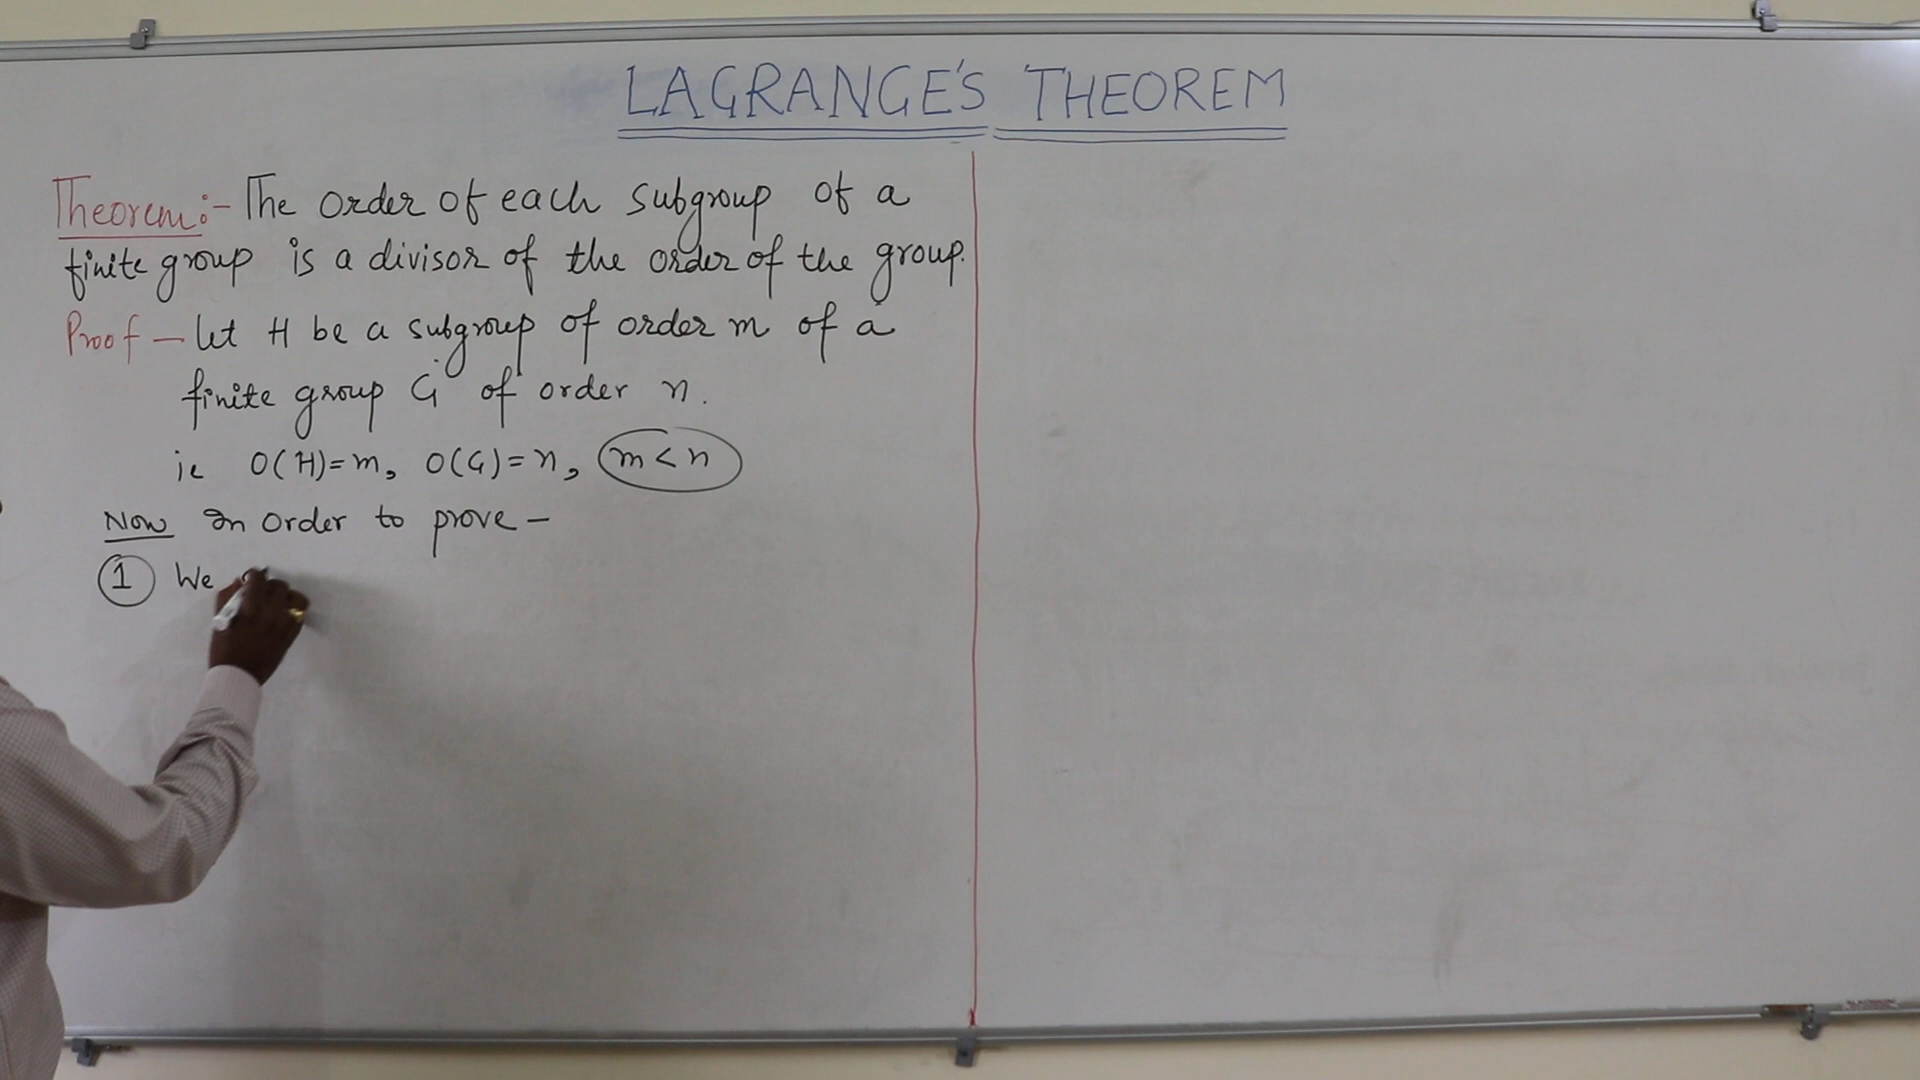 LAGRANGE'S THEOREM
Theorem:- The order of each subgroup of a
finite group is a divisor of the order of the group.
Proof - let H be a subgroup of order m of a
finite group G of order n.
ie O(H)=m, O(G)=n, m<n
Now In order to prove -
1 We